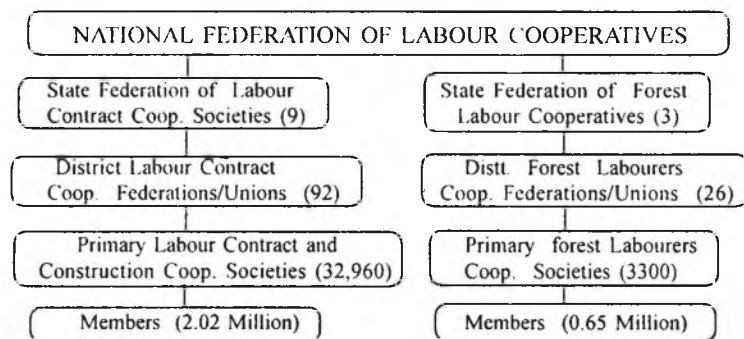 NATIONAL FEDERATION OF LABOUR COOPERATIVES
State Federation of Labour
Contract Coop. Societies (9)
State Federation of Forest
Labour Cooperatives (3)
District Labour Contract
Coop. Federations/Unions (92)
Distt. Forest Labourers
Coop. Federations/Unions (26)
Primary Labour Contract and
Construction Coop. Societies (32,960)
Primary forest Labourers
Coop. Societies (3300)
Members (2.02 Million)
Members (0.65 Million)